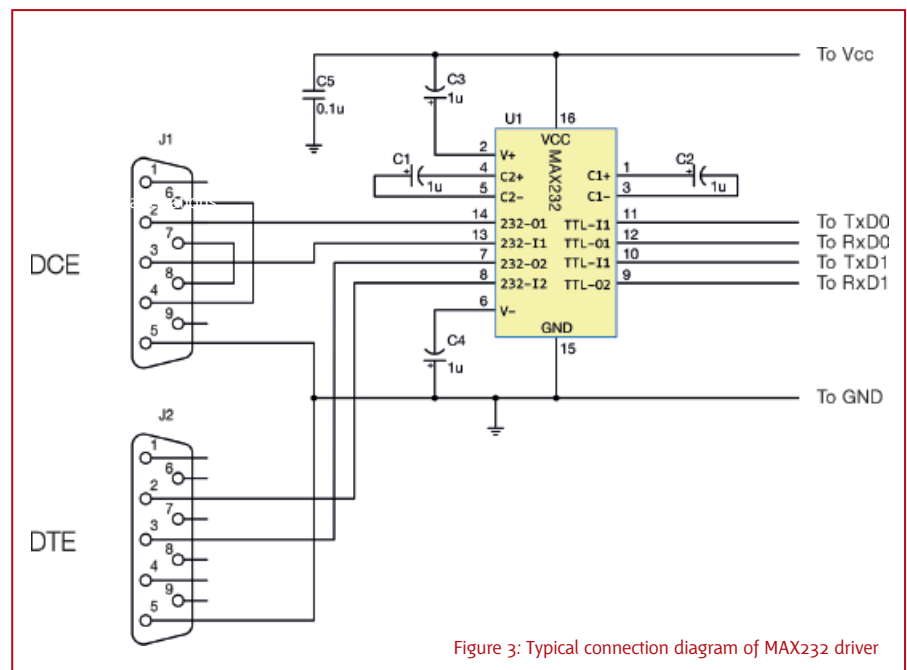 To Vcc
C5
0.1u
C3
1u
U1
16
VCC
MAX232
J1
DCE
1
6
2
7
3
8
4
9
5
C1
1u
2
V+
4
C2+
5
C2-
14
232-O1
13
232-I1
7
232-O2
8
232-I2
6
V-
C2
1u
1
C1+
3
C1-
11
TTL-I1
To TxD0
12
TTL-O1
To RxD0
10
TTL-I1
To TxD1
9
TTL-O2
To RxD1
GND
15
C4
1u
To GND
J2
DTE
1
6
2
7
3
8
4
9
5
Figure 3: Typical connection diagram of MAX232 driver